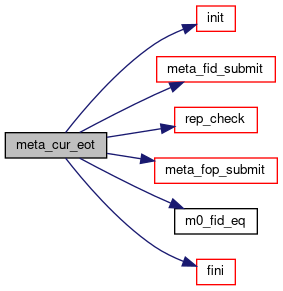 init
meta_fid_submit
rep_check
meta_cur_eot
meta_fop_submit
m0_fid_eq
fini